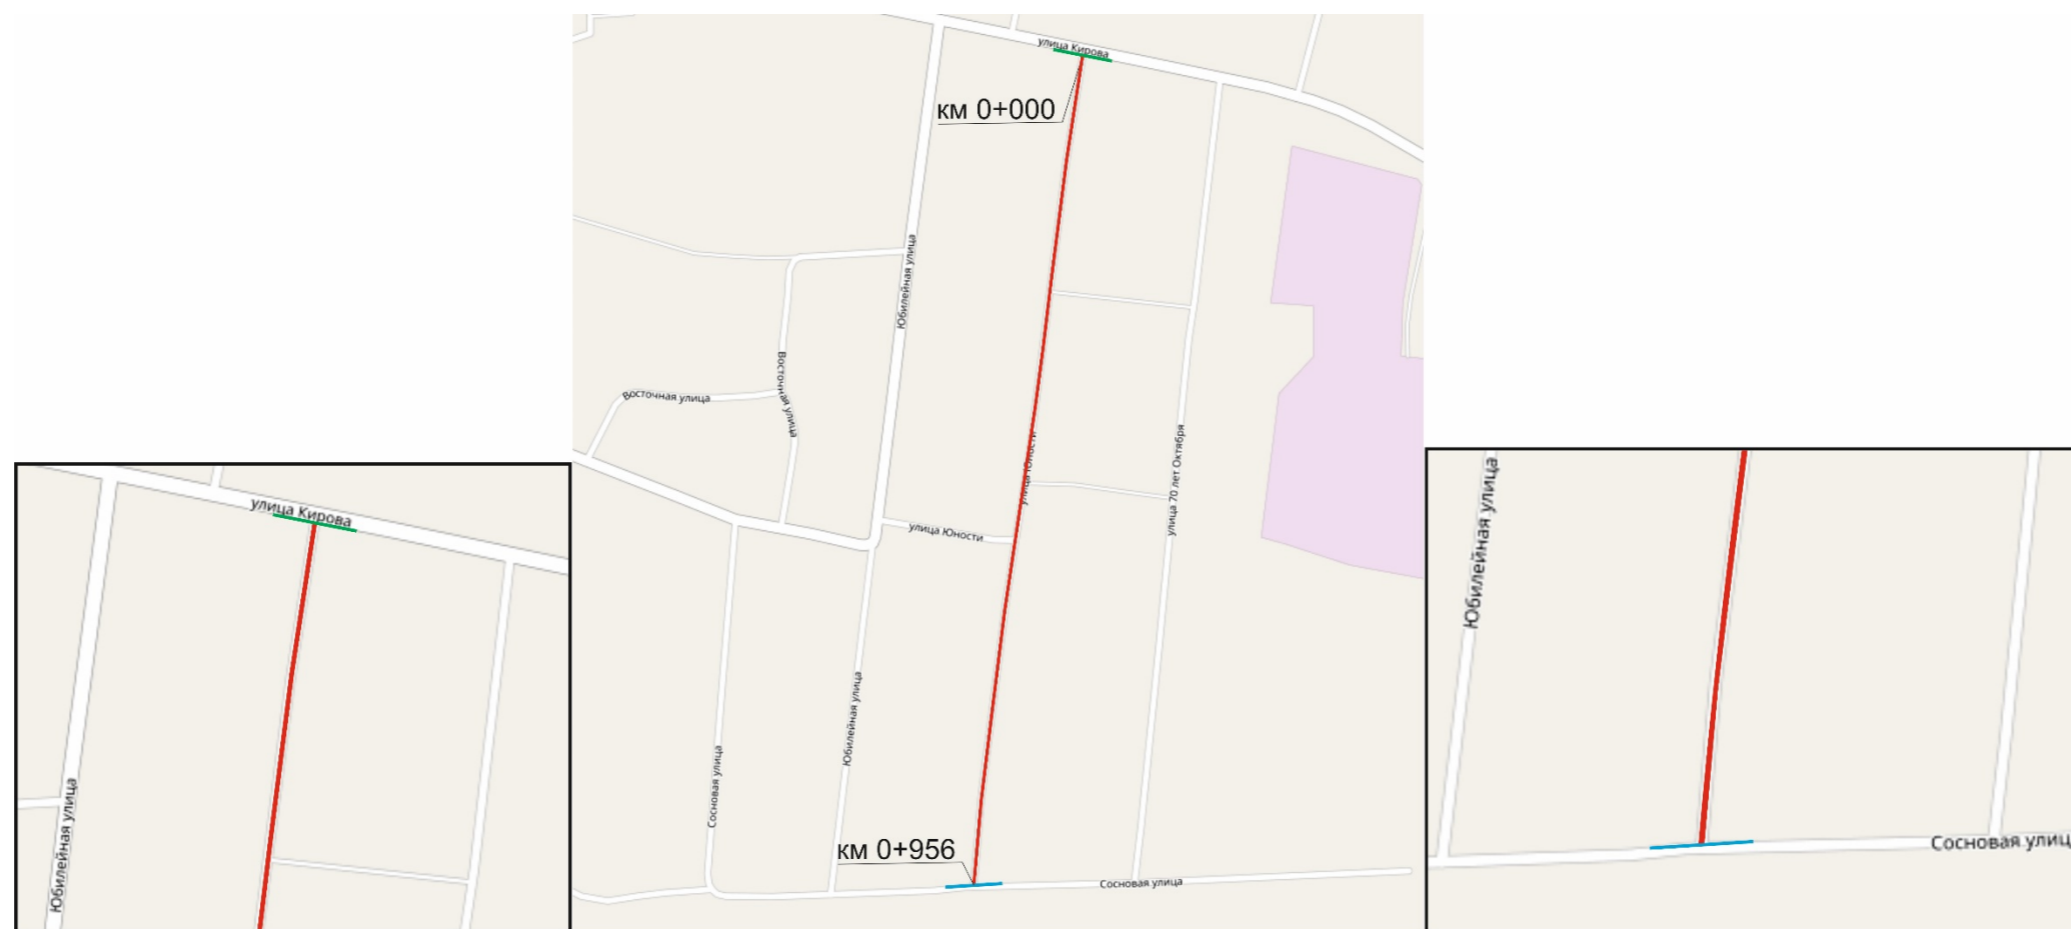 улица Кирова
км 0+000
Юбилейная улица
Восточная улица
Восточная улица
улица Юности
улица 70 лет Октября
улица Юности
Юбилейная улица
Сосновая улица
км 0+956
Сосновая улица
улица Кирова
Юбилейная улица
Юбилейная улица
Сосновая улиц